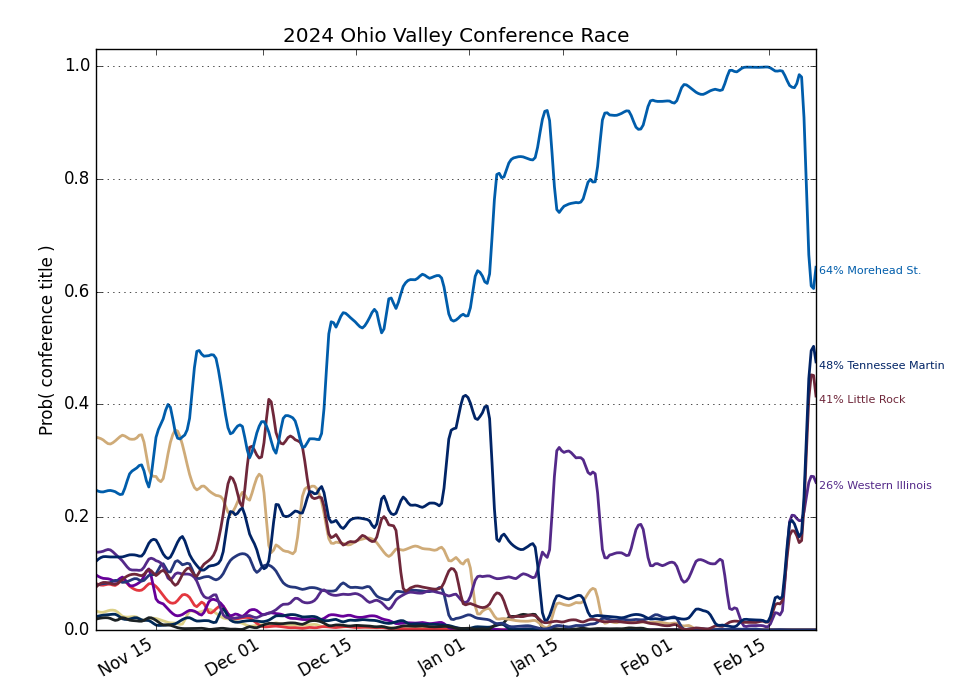 2024 Ohio Valley Conference Race
Prob( conference title )
1.0
0.8
0.6
0.4
0.2
0.0
64% Morehead St.
48% Tennessee Martin
41% Little Rock
26% Western Illinois
Nov 15
Dec 01
Dec 15
Jan 01
Jan 15
Feb 01
Feb 15